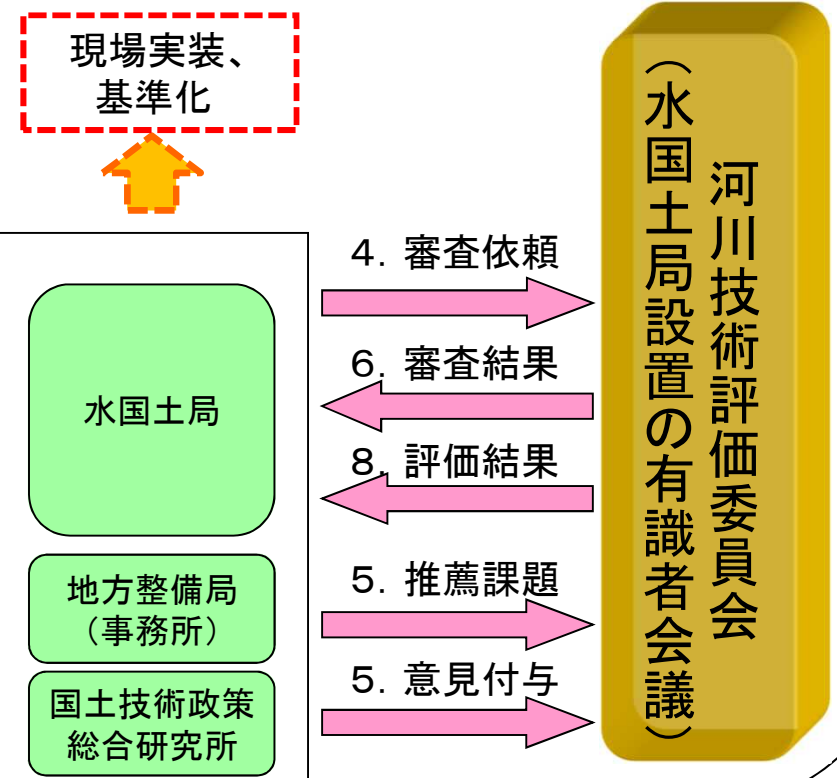 現場実装、
基準化
水国土局
地方整備局
（事務所）
国土技術政策
総合研究所
４．審査依頼
６．審査結果
８．評価結果
５．推薦課題
５．意見付与
河川技術評価委員会
（水国土局設置の有識者会議）